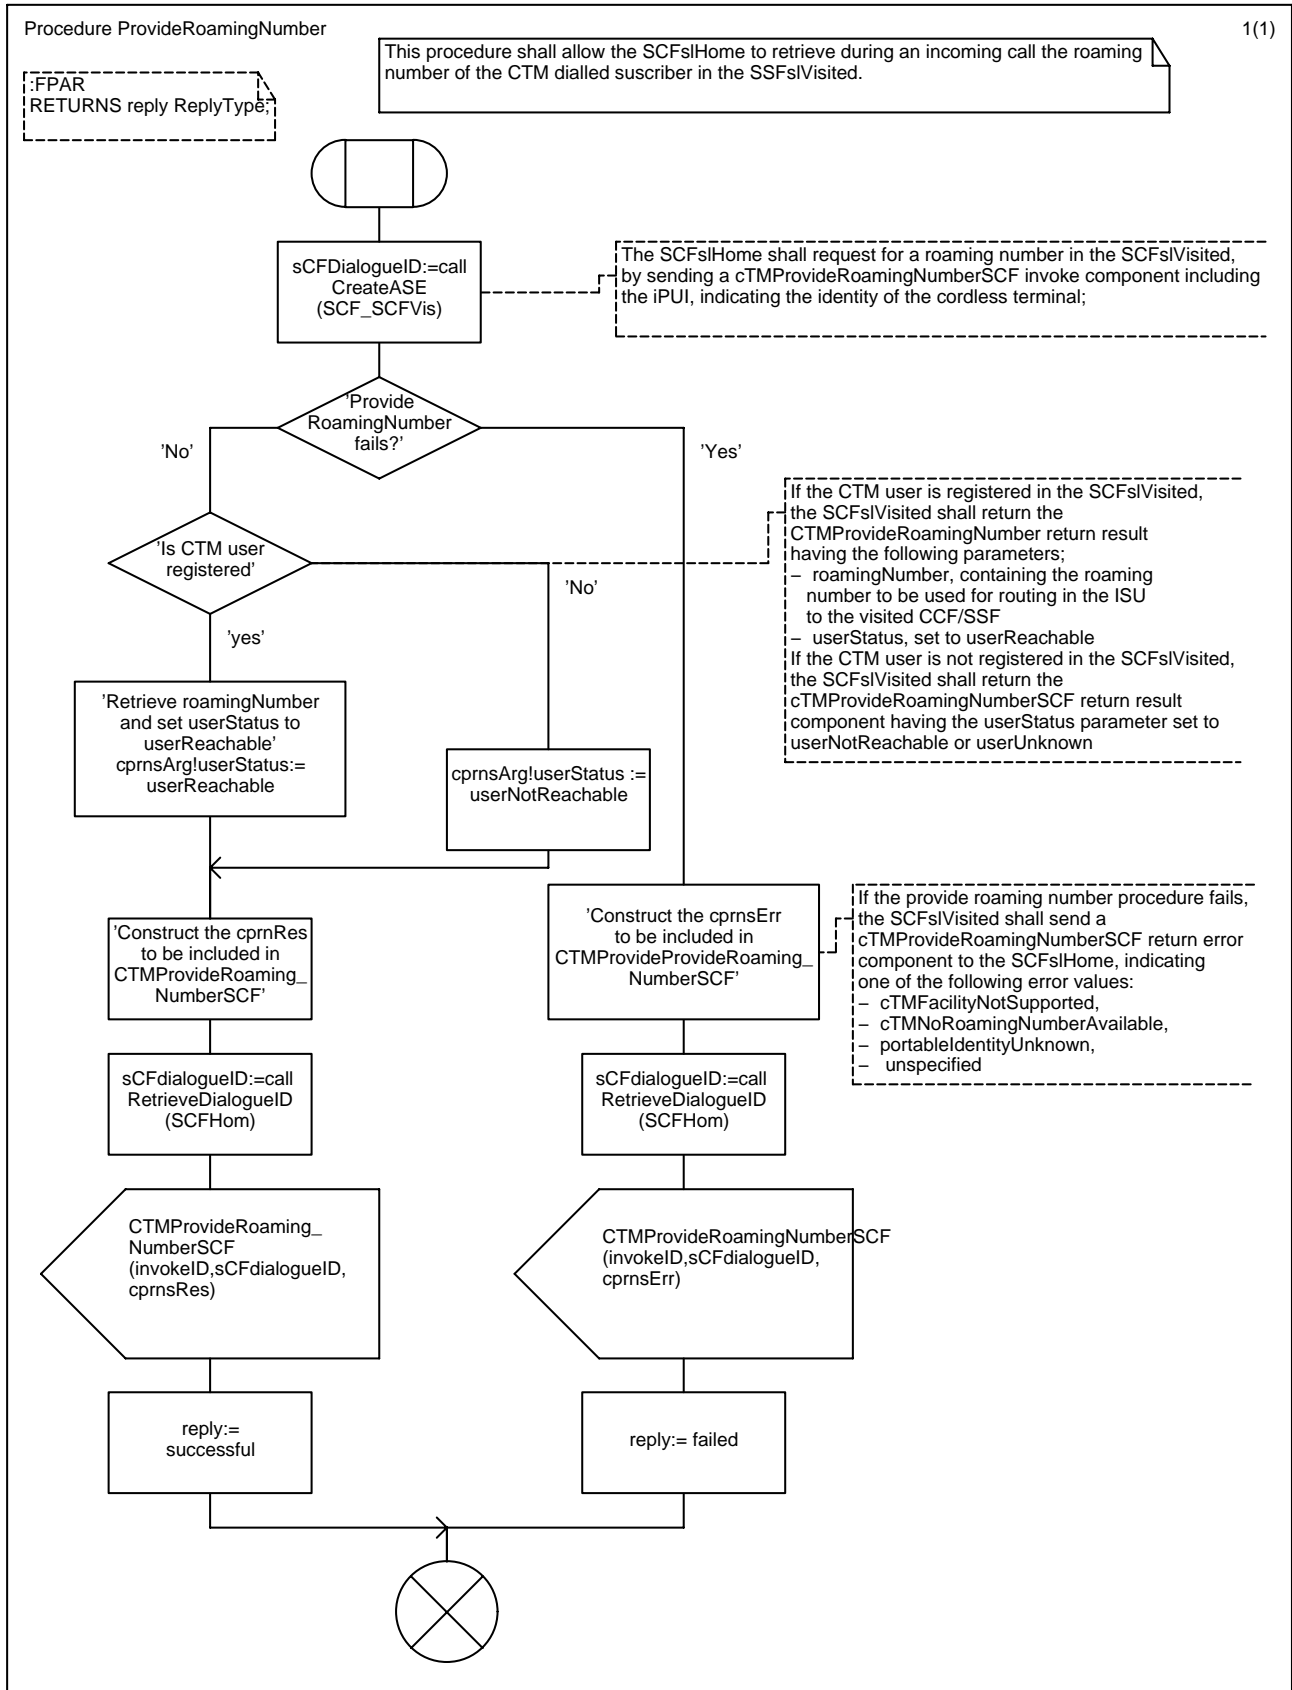 Procedure ProvideRoamingNumber
1(1)
This procedure shall allow the SCFslHome to retrieve during an incoming call the roaming
number of the CTM dialled suscriber in the SSFslVisited.
;FPAR
RETURNS reply ReplyType;
sCFDialogueID:=call
CreateASE
(SCF_SCFVis)
The SCFslHome shall request for a roaming number in the SCFslVisited,
by sending a cTMProvideRoamingNumberSCF invoke component including
the iPUI, indicating the identity of the cordless terminal;
'Provide
RoamingNumber
fails?'
'No'
'Yes'
'Is CTM user
registered'
'No'
'yes'
If the CTM user is registered in the SCFslVisited,
the SCFslVisited shall return the
CTMProvideRoamingNumber return result
having the following parameters;
– roamingNumber, containing the roaming
number to be used for routing in the ISU
to the visited CCF/SSF
– userStatus, set to userReachable
If the CTM user is not registered in the SCFslVisited,
the SCFslVisited shall return the
cTMProvideRoamingNumberSCF return result
component having the userStatus parameter set to
userNotReachable or userUnknown
'Retrieve roamingNumber
and set userStatus to
userReachable'
cprnsArg!userStatus:=
userReachable
cprnsArg!userStatus :=
userNotReachable
'Construct the cprnRes
to be included in
CTMProvideRoaming_
NumberSCF'
'Construct the cprnsErr
to be included in
CTMProvideProvideRoaming_
NumberSCF'
If the provide roaming number procedure fails,
the SCFslVisited shall send a
cTMProvideRoamingNumberSCF return error
component to the SCFslHome, indicating
one of the following error values:
– cTMFacilityNotSupported,
– cTMNoRoamingNumberAvailable,
– portableIdentityUnknown,
– unspecified
sCFdialogueID:=call
RetrieveDialogueID
(SCFHom)
sCFdialogueID:=call
RetrieveDialogueID
(SCFHom)
CTMProvideRoaming_
NumberSCF
(invokeID,sCFdialogueID,
cprnsRes)
CTMProvideRoamingNumberSCF
(invokeID,sCFdialogueID,
cprnsErr)
reply:=
successful
reply:= failed